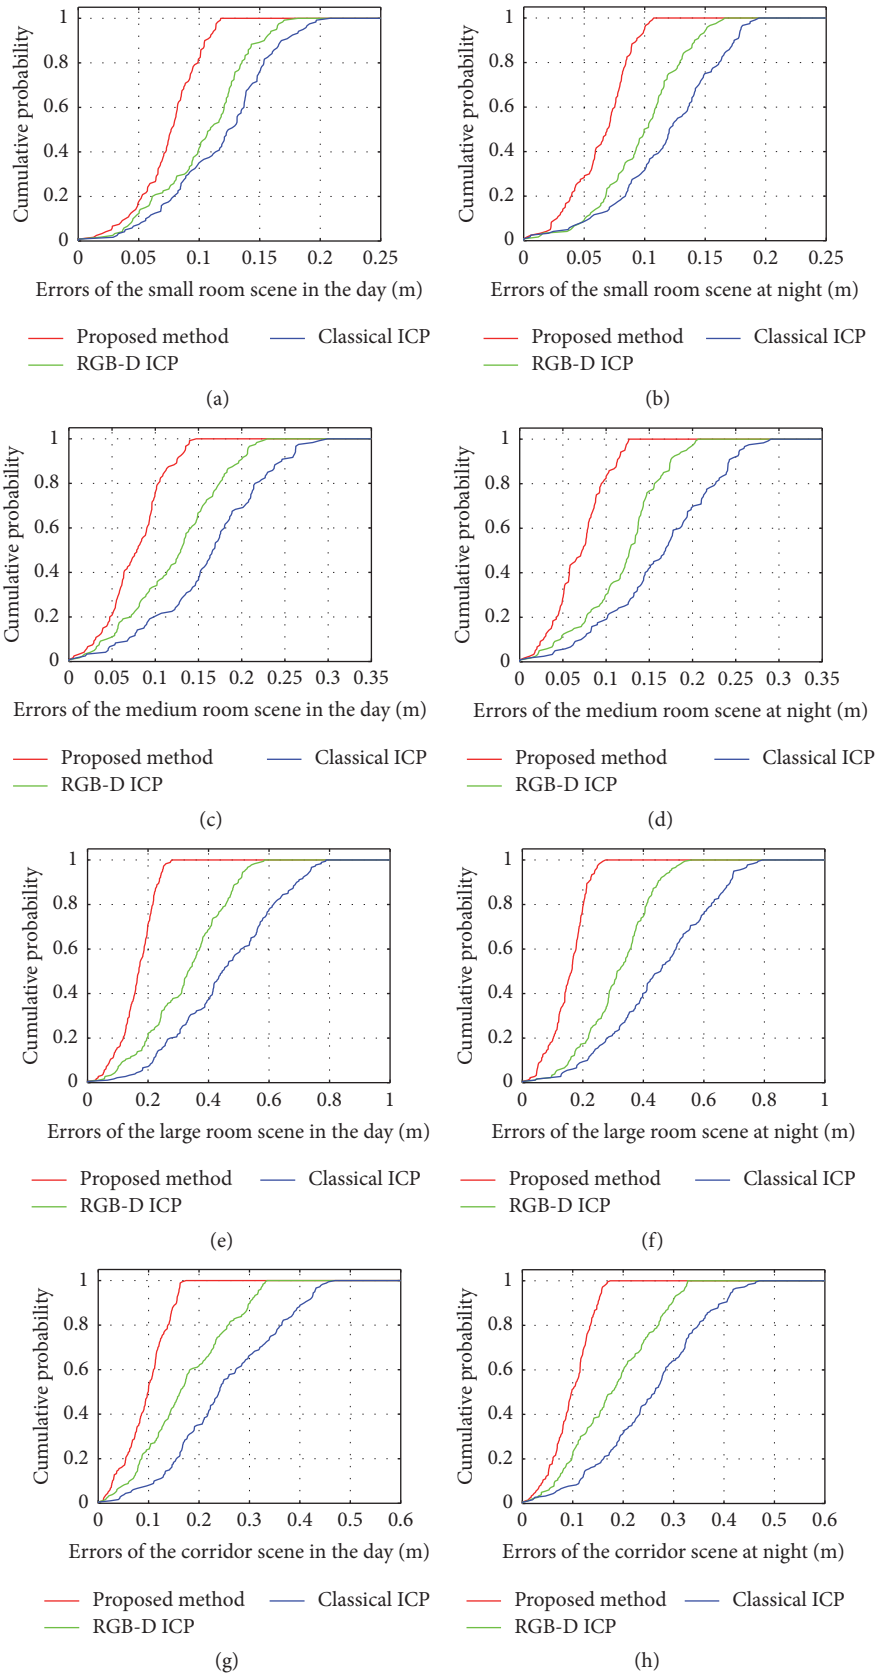 Cumulative probability
1
0.8
0.6
0.4
0.2
0
0 0.05 0.1 0.15 0.2 0.25
Errors of the small room scene in the day (m)
Proposed method
Classical ICP
RGB-D ICP
(a)
Cumulative probability
1
0.8
0.6
0.4
0.2
0
0 0.05 0.1 0.15 0.2 0.25
Errors of the small room scene at night (m)
Proposed method
Classical ICP
RGB-D ICP
(b)
Cumulative probability
1
0.8
0.6
0.4
0.2
0
0 0.05 0.1 0.15 0.2 0.25 0.3 0.35
Errors of the medium room scene in the day (m)
Proposed method
Classical ICP
RGB-D ICP
(c)
Cumulative probability
1
0.8
0.6
0.4
0.2
0
0 0.05 0.1 0.15 0.2 0.25 0.3 0.35
Errors of the medium room scene at night (m)
Proposed method
Classical ICP
RGB-D ICP
(d)
Cumulative probability
1
0.8
0.6
0.4
0.2
0
0 0.2 0.4 0.6 0.8 1
Errors of the large room scene in the day (m)
Proposed method
Classical ICP
RGB-D ICP
(e)
Cumulative probability
1
0.8
0.6
0.4
0.2
0
0 0.2 0.4 0.6 0.8 1
Errors of the large room scene at night (m)
Proposed method
Classical ICP
RGB-D ICP
(f)
Cumulative probability
1
0.8
0.6
0.4
0.2
0
0 0.1 0.2 0.3 0.4 0.5 0.6
Errors of the corridor scene in the day (m)
Proposed method
Classical ICP
RGB-D ICP
(g)
Cumulative probability
1
0.8
0.6
0.4
0.2
0
0 0.1 0.2 0.3 0.4 0.5 0.6
Errors of the corridor scene at night (m)
Proposed method
Classical ICP
RGB-D ICP
(h)